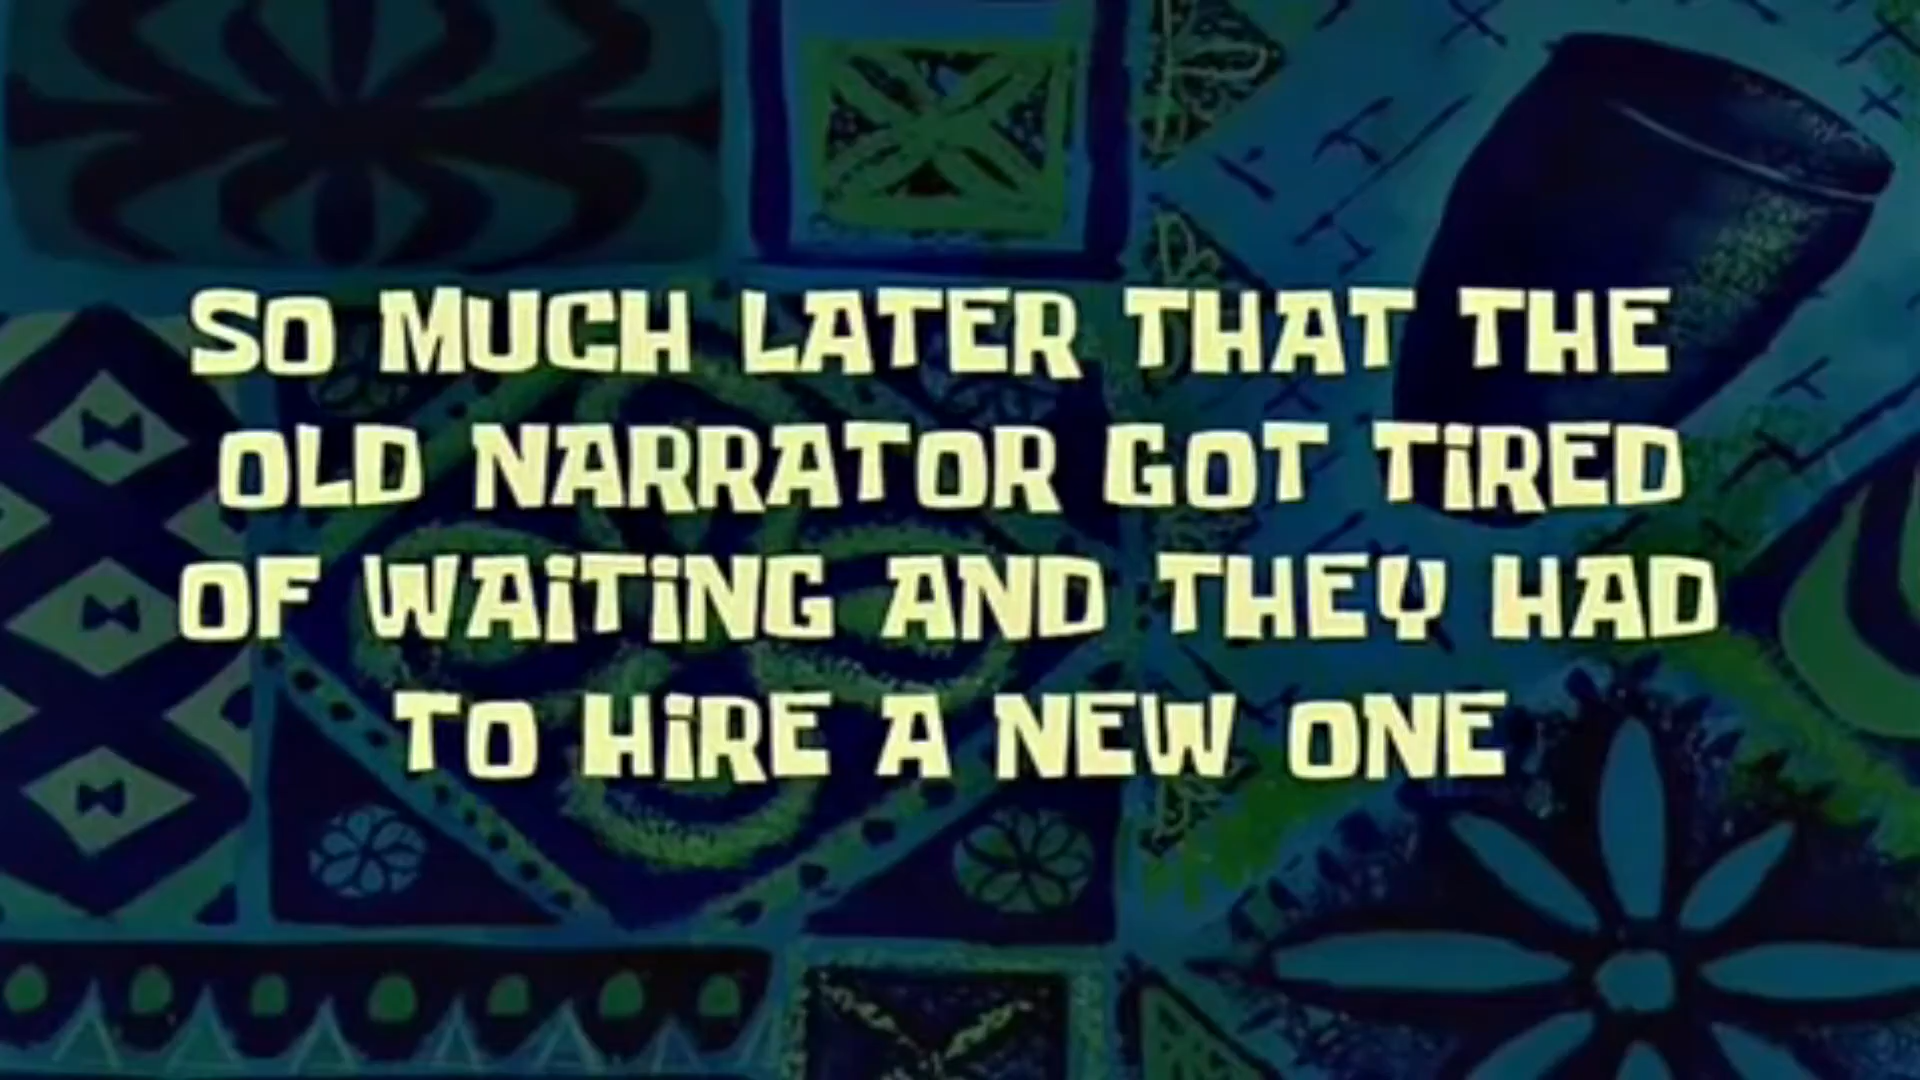 SO MUCH LATER THAT THE
OLD NARRATOR GOT TIRED
OF WAITING AND THEY HAD
TO HIRE A NEW ONE